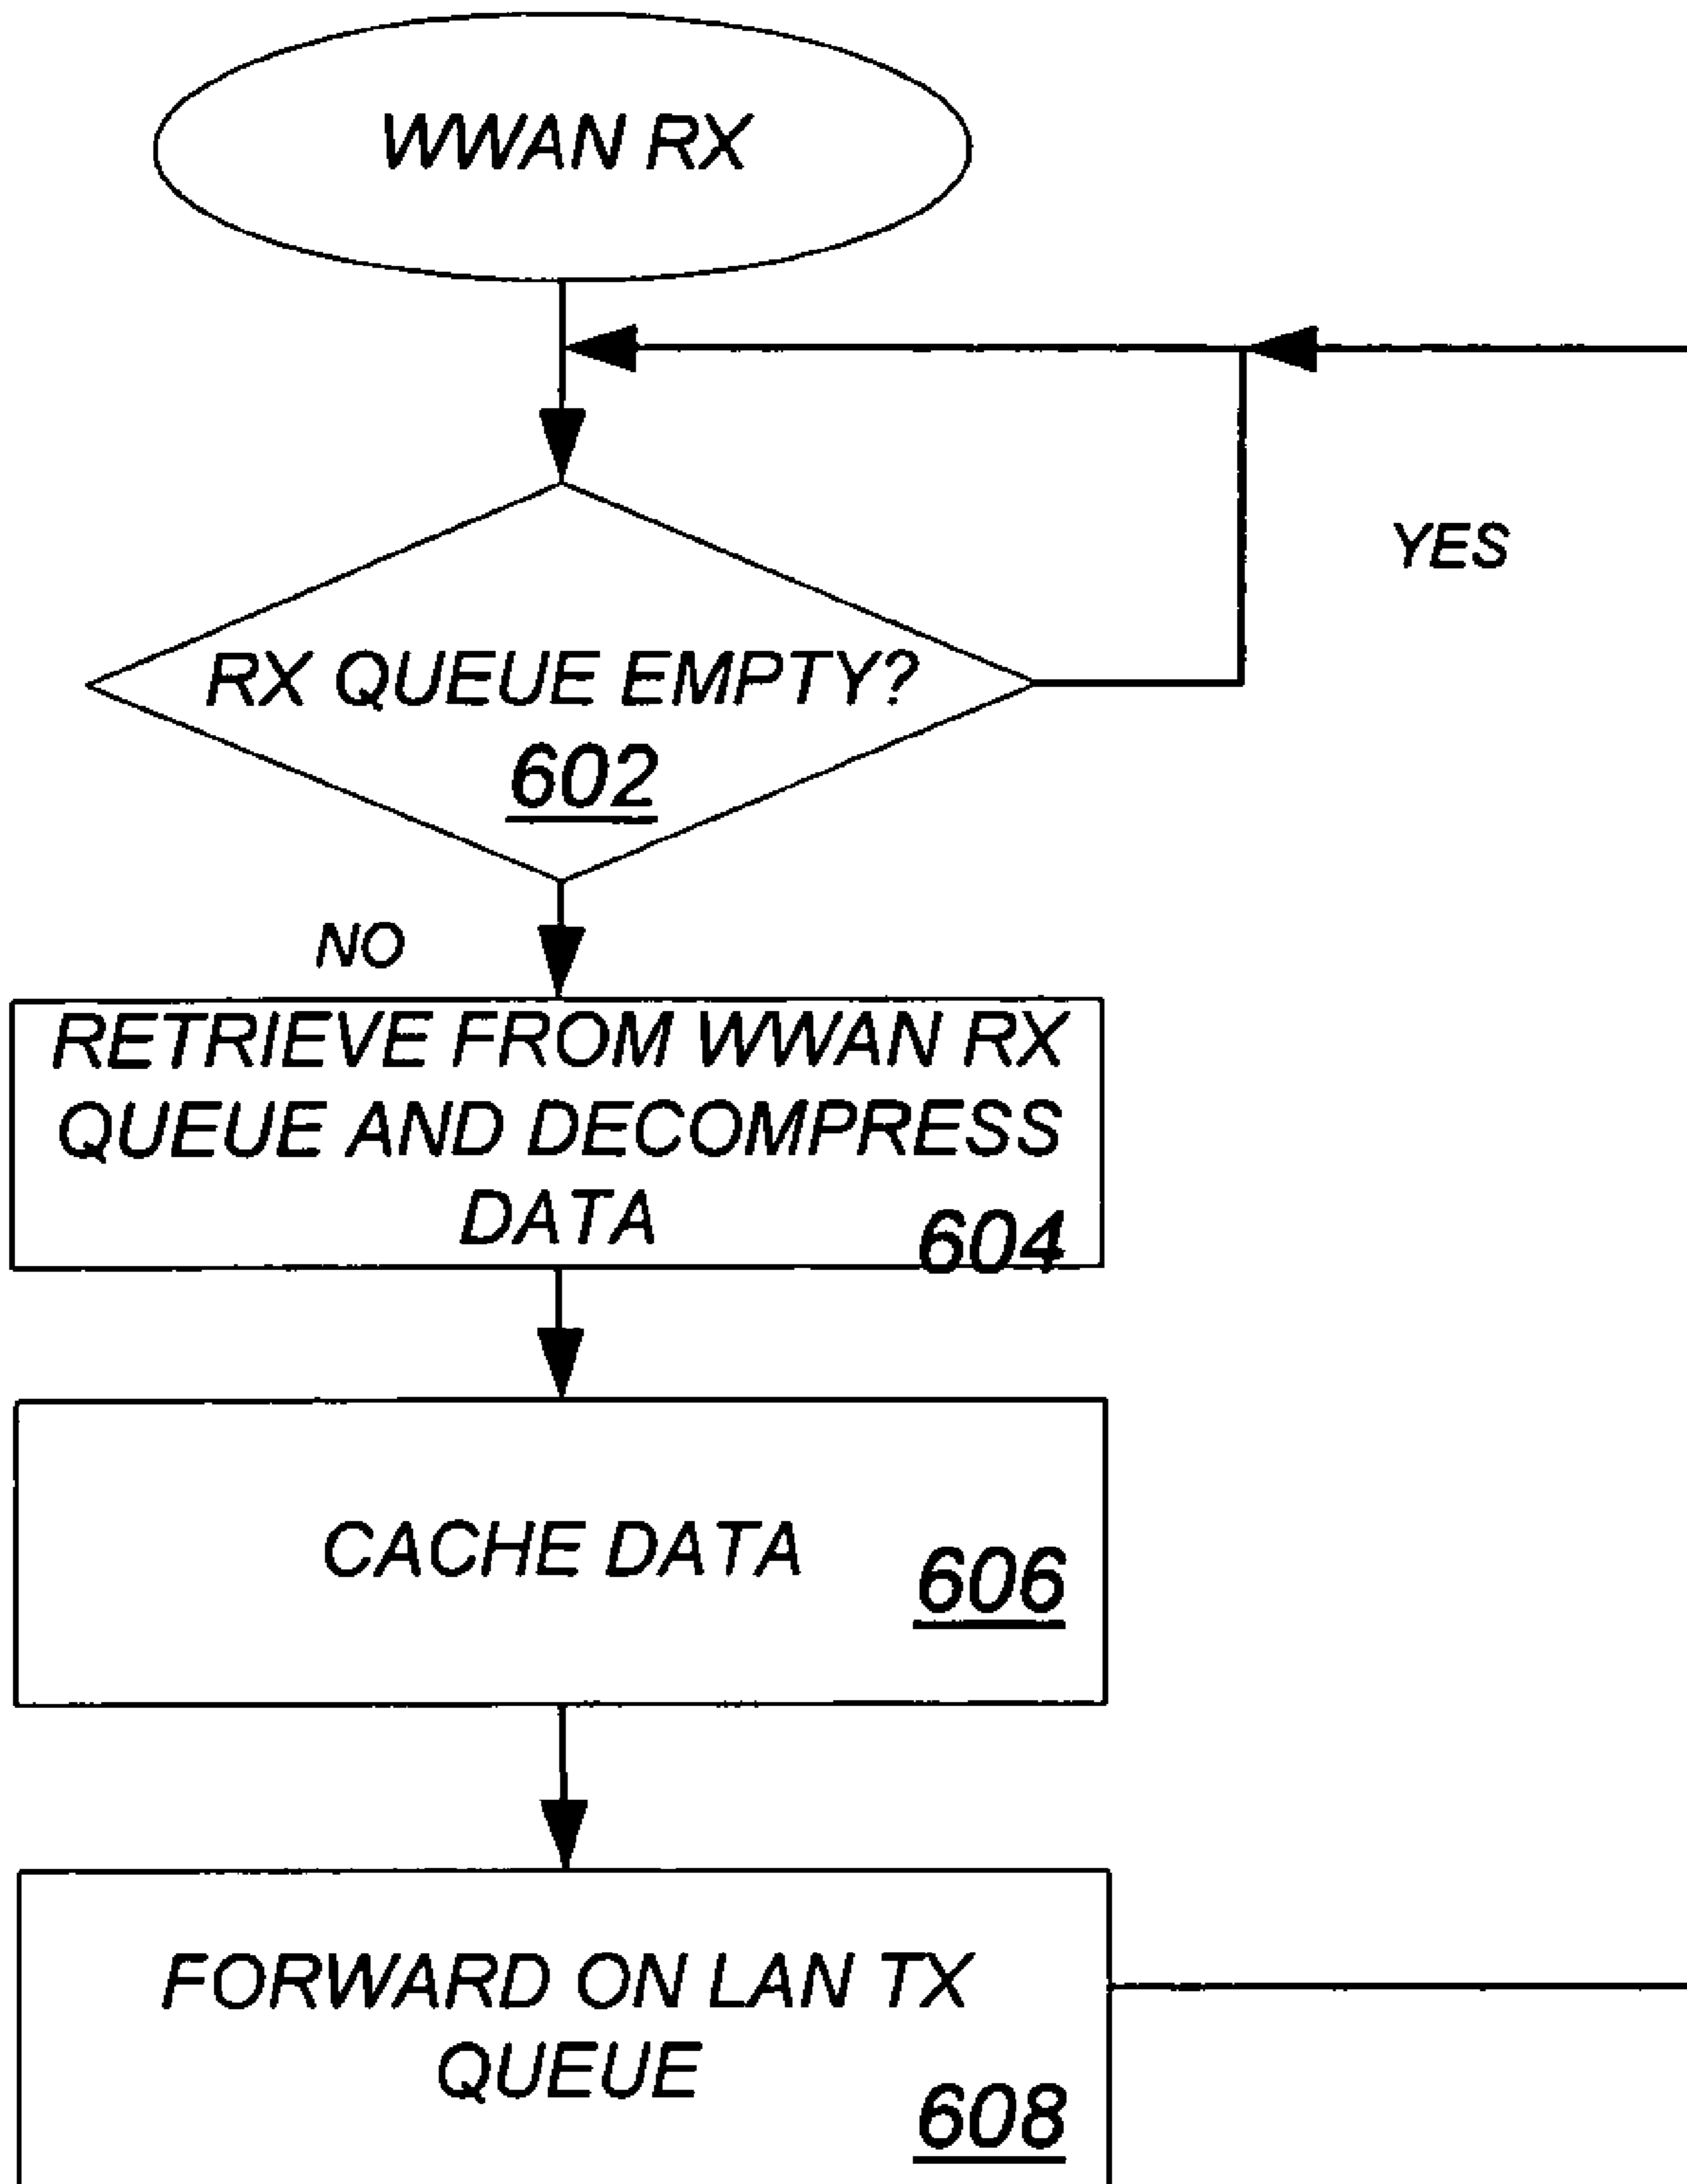 WWAN RX
YES
RX QUEUE EMPTY?
602
NO
RETRIEVE FROM WWAN RX
QUEUE AND DECOMPRESS
DATA
604
CACHE DATA
606
FORWARD ON LAN TX
QUEUE
608